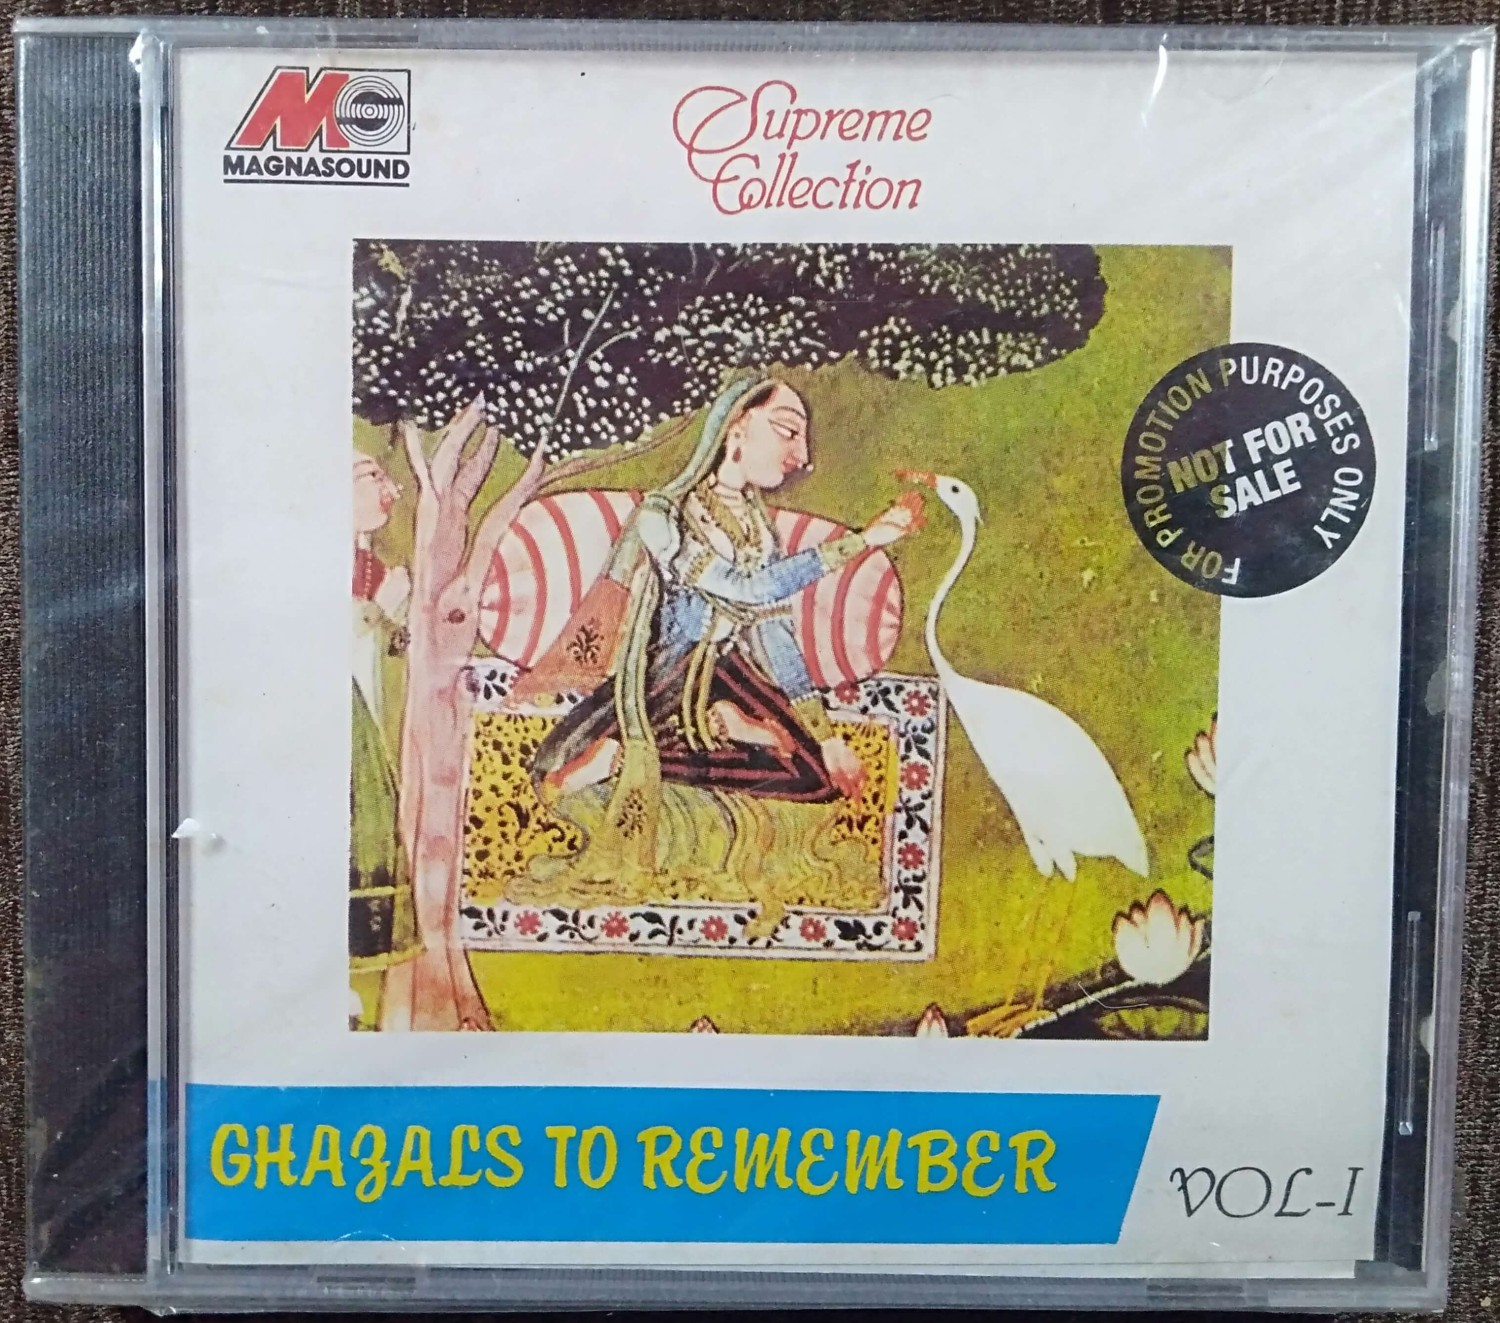 MAGNASOUND
Supreme
Collection
FOR PROMOTION PURPOSES ONLY
NOT FOR
SALE
GHAZALS TO REMEMBER
VOL-I